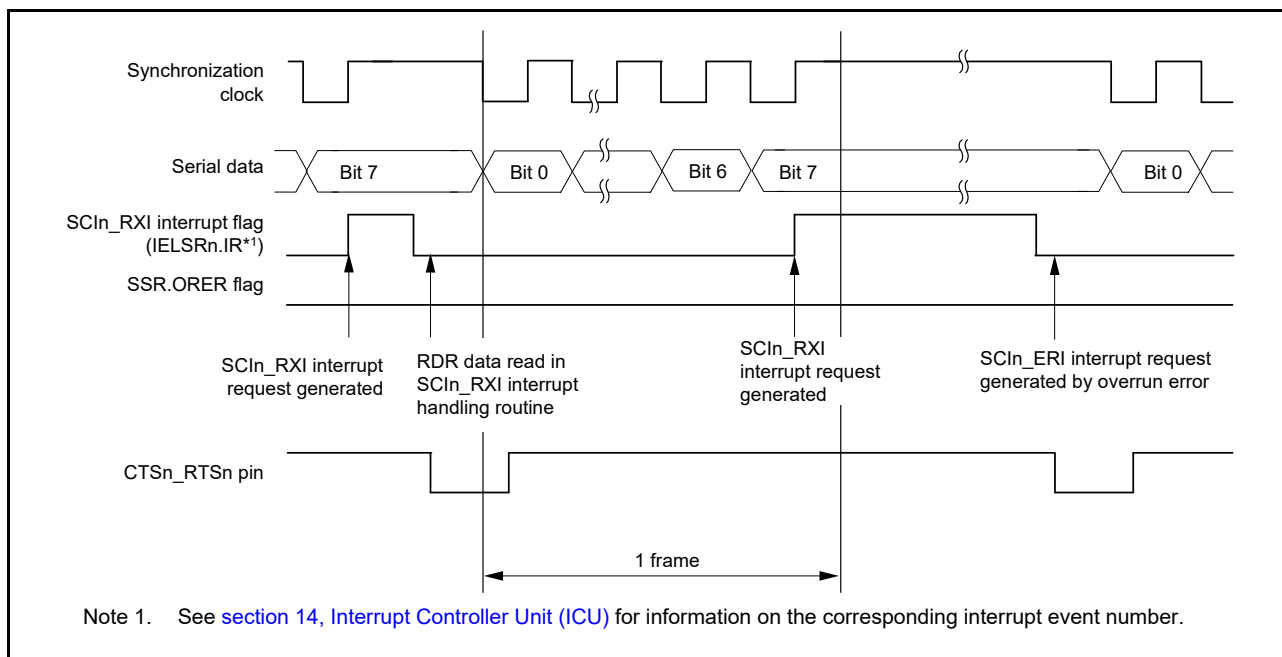 Synchronization
clock
Serial data
Bit 7
Bit 0
Bit 6
Bit 7
Bit 0
SCIn_RXI interrupt flag
(IELSRn.IR*1)
SSR.ORER flag
SCIn_RXI interrupt
request generated
RDR data read in
SCIn_RXI interrupt
handling routine
SCIn_RXI
interrupt request
generated
SCIn_ERI interrupt request
generated by overrun error
CTSn_RTSn pin
1 frame
Note 1. See section 14, Interrupt Controller Unit (ICU) for information on the corresponding interrupt event number.